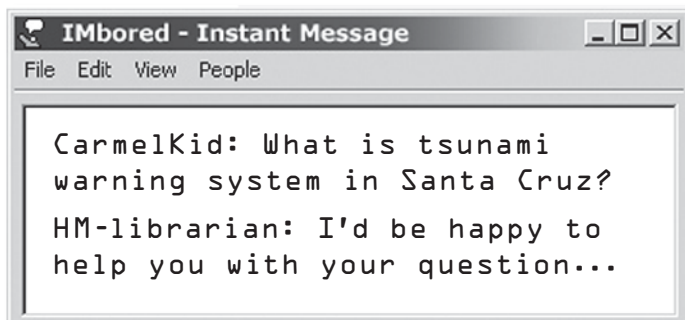 IMbored - Instant Message
File Edit View People
CarmelKid: What is tsunami
warning system in Santa Cruz?
HM-librarian: I'd be happy to
help you with your question...